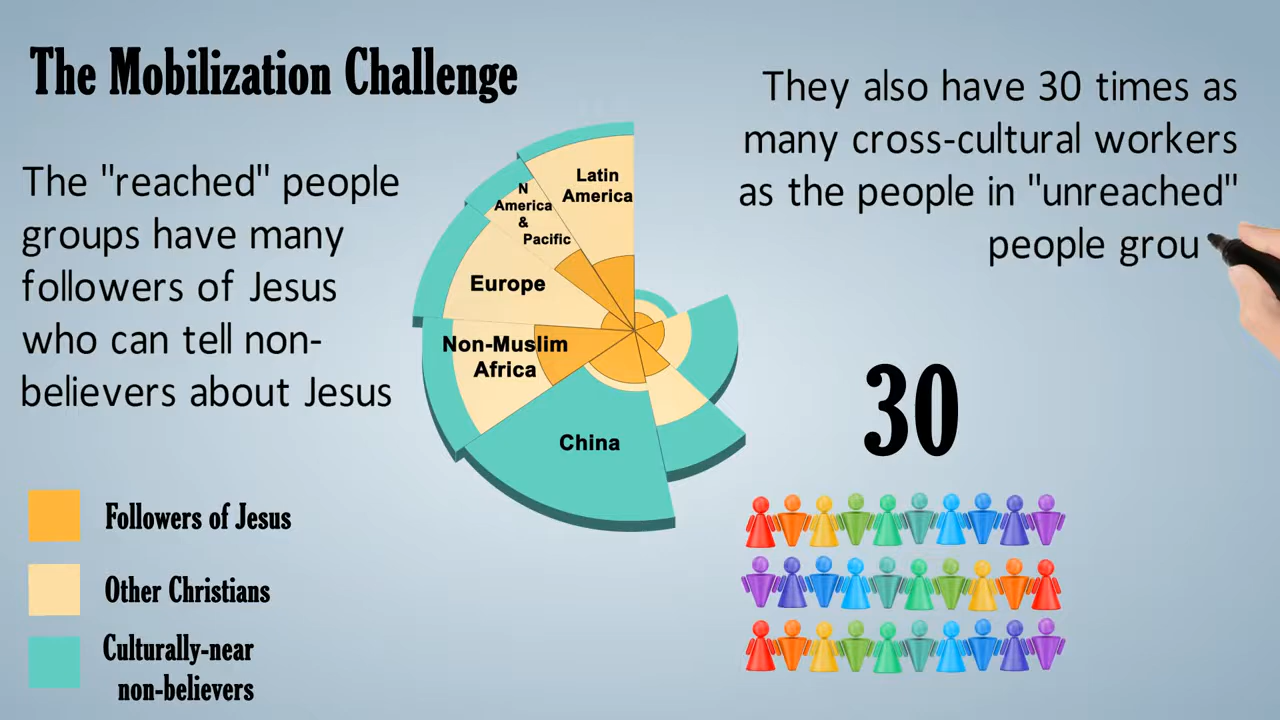 The Mobilization Challenge
The "reached" people
groups have many
followers of Jesus
who can tell non-
believers about Jesus
Latin
America
N
America
&
Pacific
Europe
Non-Muslim
Africa
China
They also have 30 times as
many cross-cultural workers
as the people in "unreached"
people grou
30
Followers of Jesus
Other Christians
Culturally-near
non-believers